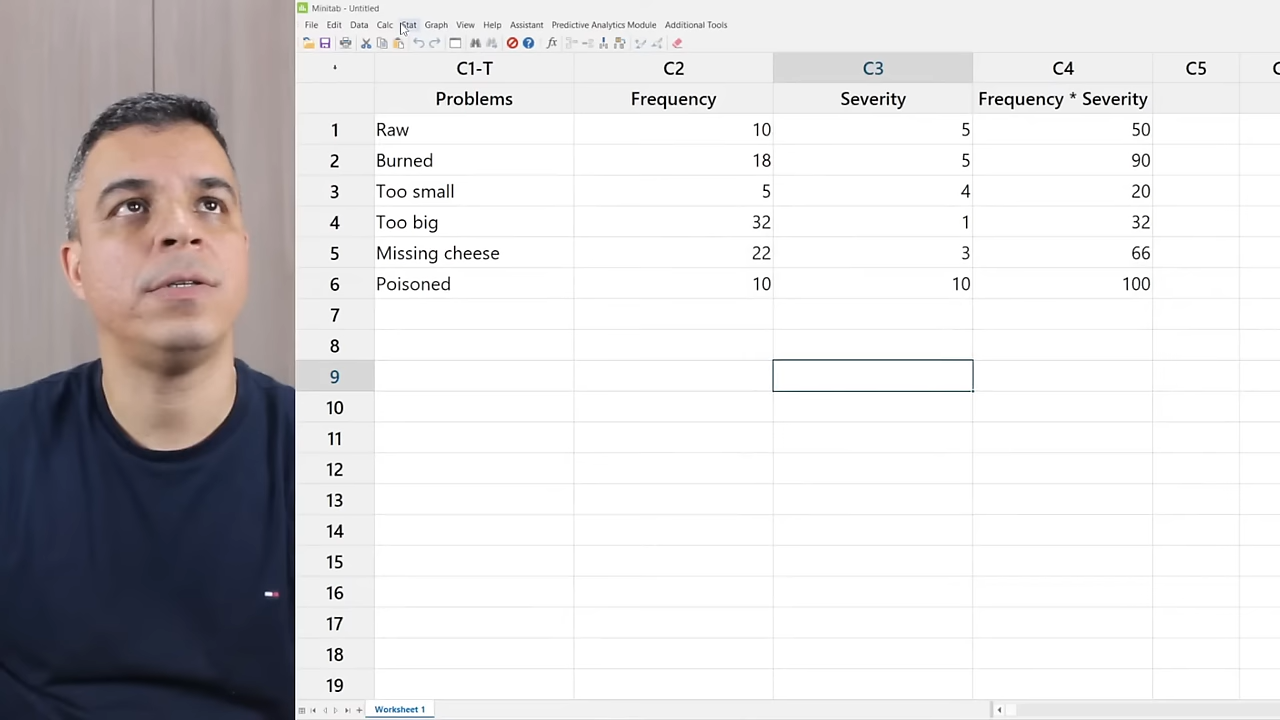 Minitab - Untitled
File Edit Data Calc Stat Graph View Help Assistant Predictive Analytics Module Additional Tools
C1-T C2 C3 C4 C5
Problems Frequency Severity Frequency * Severity
1 Raw 10 5 50
2 Burned 18 5 90
3 Too small 5 4 20
4 Too big 32 1 32
5 Missing cheese 22 3 66
6 Poisoned 10 10 100
7
8
9
10
11
12
13
14
15
16
17
18
19
Worksheet 1